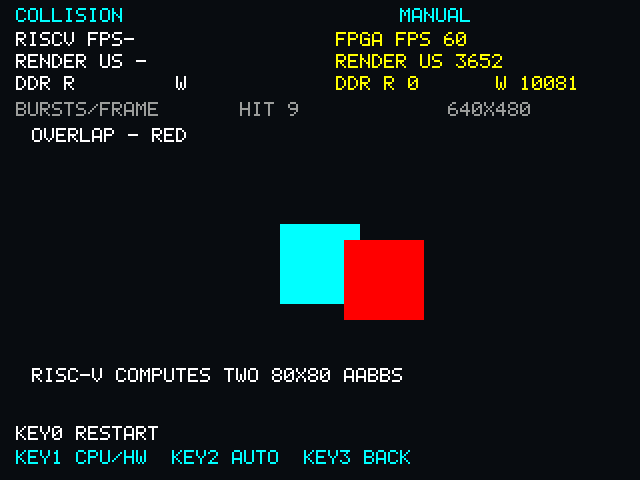 COLLISION MANUAL
RISCV FPS- FPGA FPS 60
RENDER US - RENDER US 3652
DDR R W DDR R 0 W 10081
BURSTS/FRAME HIT 9 640X480
OVERLAP - RED
RISC-V COMPUTES TWO 80X80 AABBS
KEY0 RESTART
KEY1 CPU/HW KEY2 AUTO KEY3 BACK